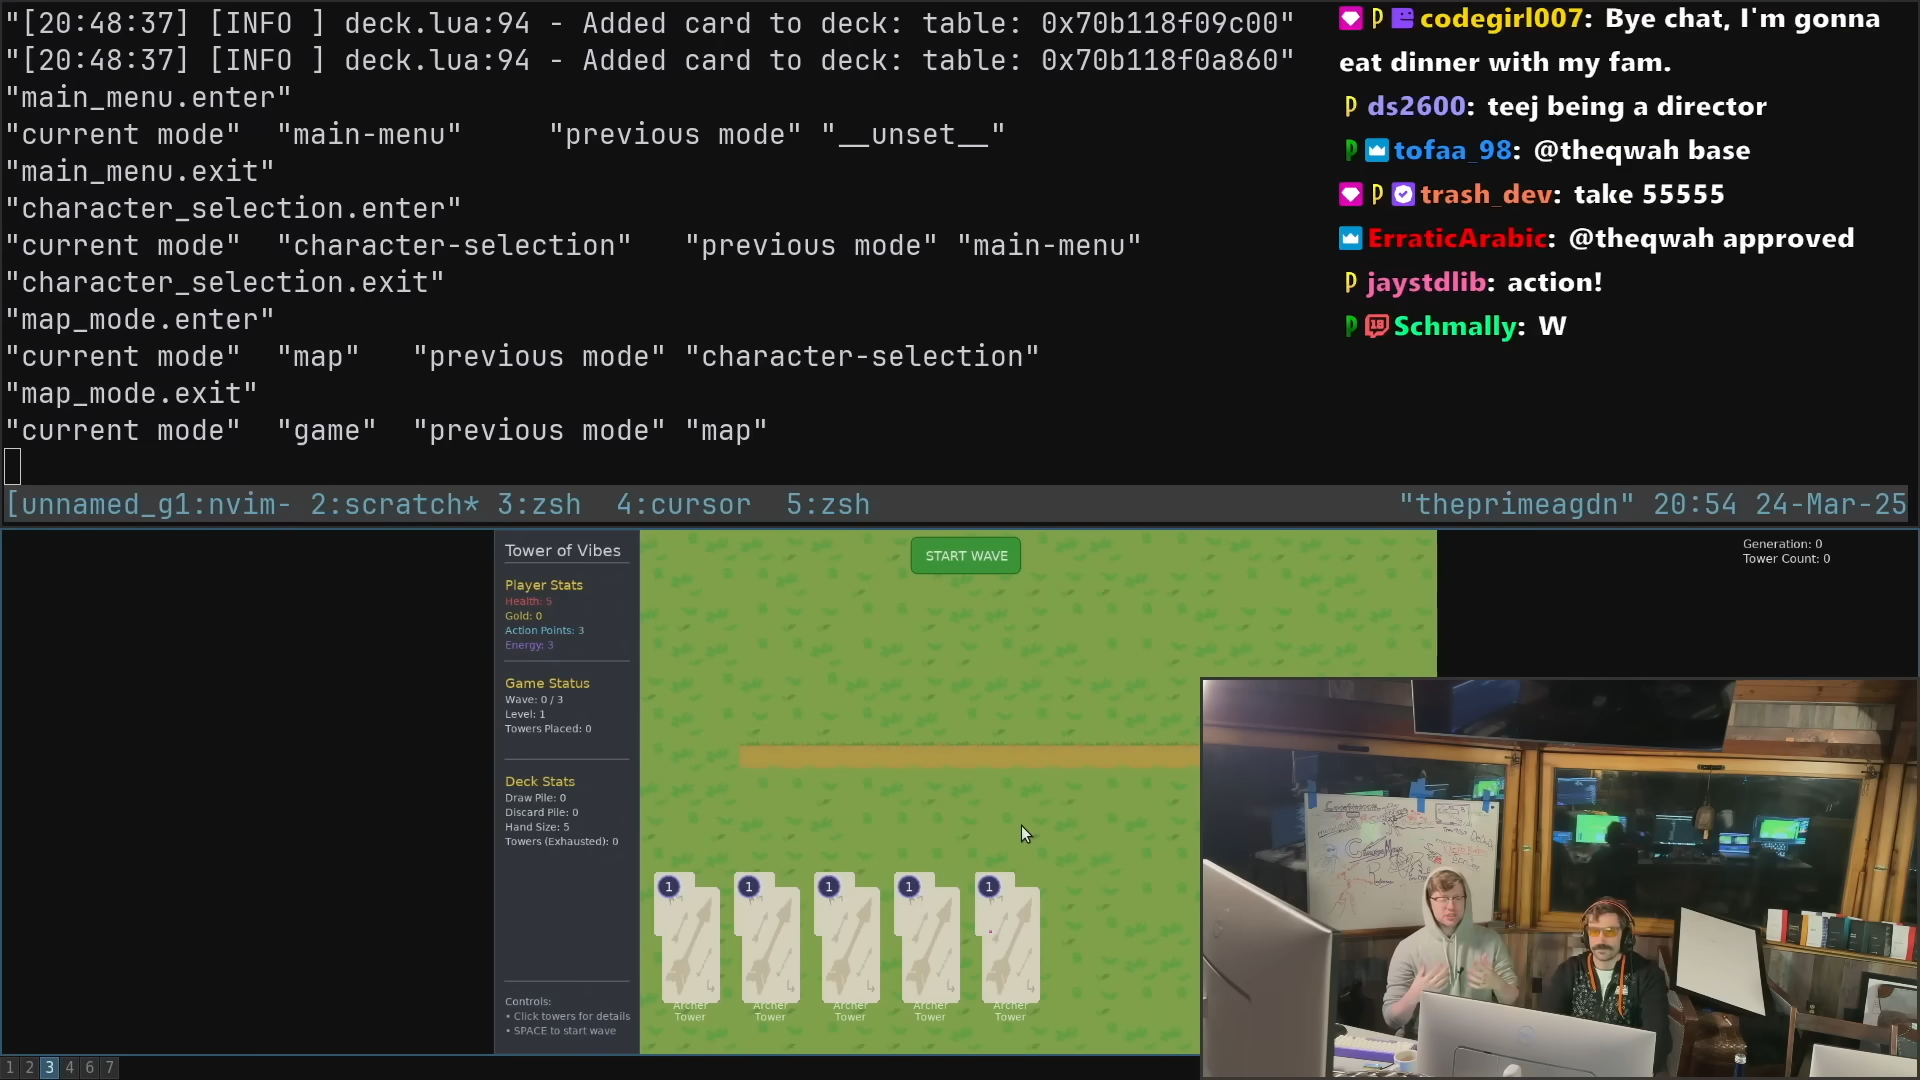 "[20:48:37] [INFO ] deck.lua:94 - Added card to deck: table: 0x70b118f09c00"
"[20:48:37] [INFO ] deck.lua:94 - Added card to deck: table: 0x70b118f0a860"
"main_menu.enter"
"current mode" "main-menu" "previous mode" "__unset__"
"main_menu.exit"
"character_selection.enter"
"current mode" "character-selection" "previous mode" "main-menu"
"character_selection.exit"
"map_mode.enter"
"current mode" "map" "previous mode" "character-selection"
"map_mode.exit"
"current mode" "game" "previous mode" "map"
[unnamed_g1:nvim- 2:scratch* 3:zsh 4:cursor 5:zsh "theprimeagdn" 20:54 24-Mar-25
codegirl007: Bye chat, I'm gonna
eat dinner with my fam.
ds2600: teej being a director
tofaa_98: @theqwah base
trash_dev: take 55555
ErraticArabic: @theqwah approved
jaystdlib: action!
Schmally: W
Tower of Vibes
Player Stats
Health: 5
Gold: 0
Action Points: 3
Energy: 3
Game Status
Wave: 0 / 3
Level: 1
Towers Placed: 0
Deck Stats
Draw Pile: 0
Discard Pile: 0
Hand Size: 5
Towers (Exhausted): 0
Controls:
• Click towers for details
• SPACE to start wave
START WAVE
Generation: 0
Tower Count: 0
1 1 1 1 1
4 4 4 4 4
Archer Archer Archer Archer Archer
Tower Tower Tower Tower Tower
1 2 3 4 6 7